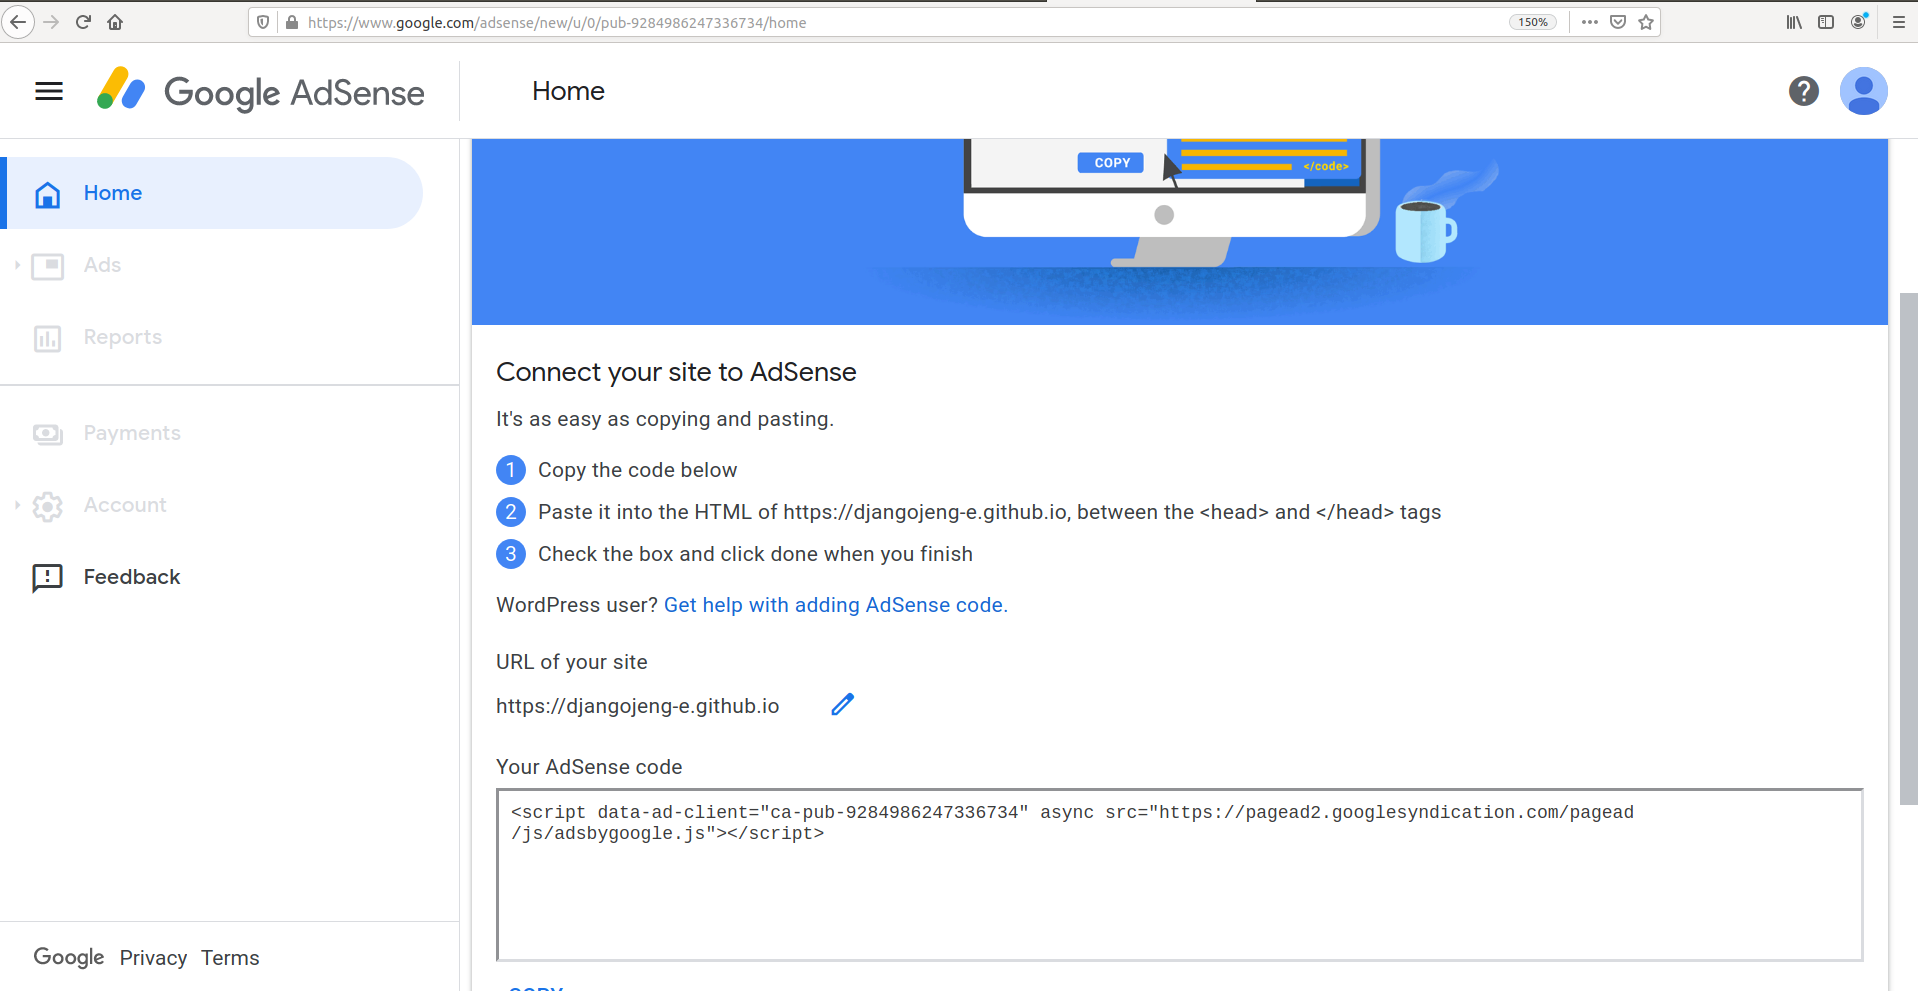 https://www.google.com/adsense/new/u/0/pub-9284986247336734/home
150%
Google AdSense
Home
?
Home
Ads
Reports
Payments
Account
Feedback
Google Privacy Terms
COPY
</code>
Connect your site to AdSense
It's as easy as copying and pasting.
1 Copy the code below
2 Paste it into the HTML of https://djangojeng-e.github.io, between the <head> and </head> tags
3 Check the box and click done when you finish
WordPress user? Get help with adding AdSense code.
URL of your site
https://djangojeng-e.github.io
Your AdSense code
<script data-ad-client="ca-pub-9284986247336734" async src="https://pagead2.googlesyndication.com/pagead
/js/adsbygoogle.js"></script>
COPY